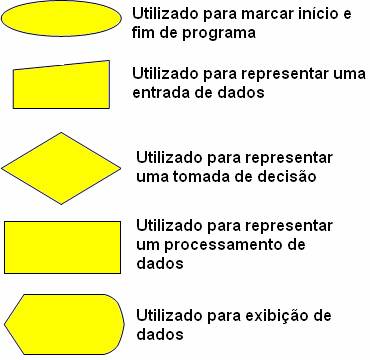 Utilizado para marcar início e
fim de programa
Utilizado para representar uma
entrada de dados
Utilizado para representar
uma tomada de decisão
Utilizado para representar
um processamento de
dados
Utilizado para exibição de
dados